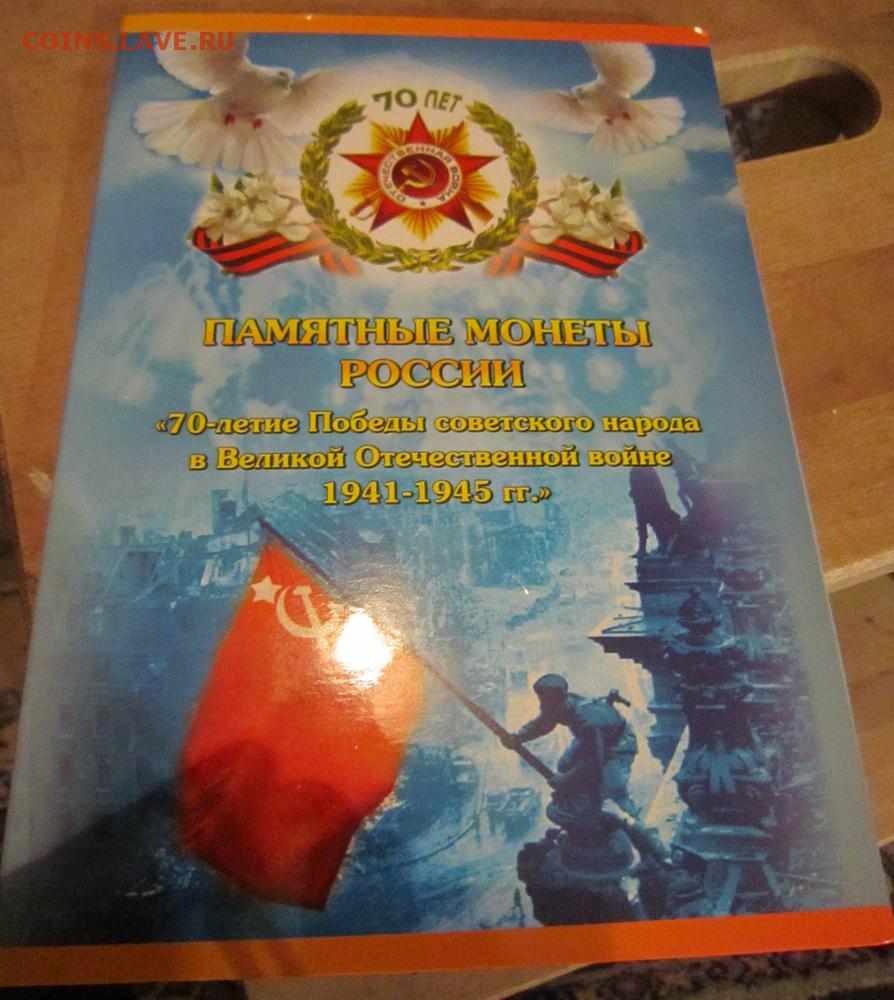 COINS.LAVE.RU
70 ЛЕТ
ОТЕЧЕСТВЕННАЯ ВОЙНА
ПАМЯТНЫЕ МОНЕТЫ
РОССИИ
«70-летие Победы советского народа
в Великой Отечественной войне
1941-1945 гг.»